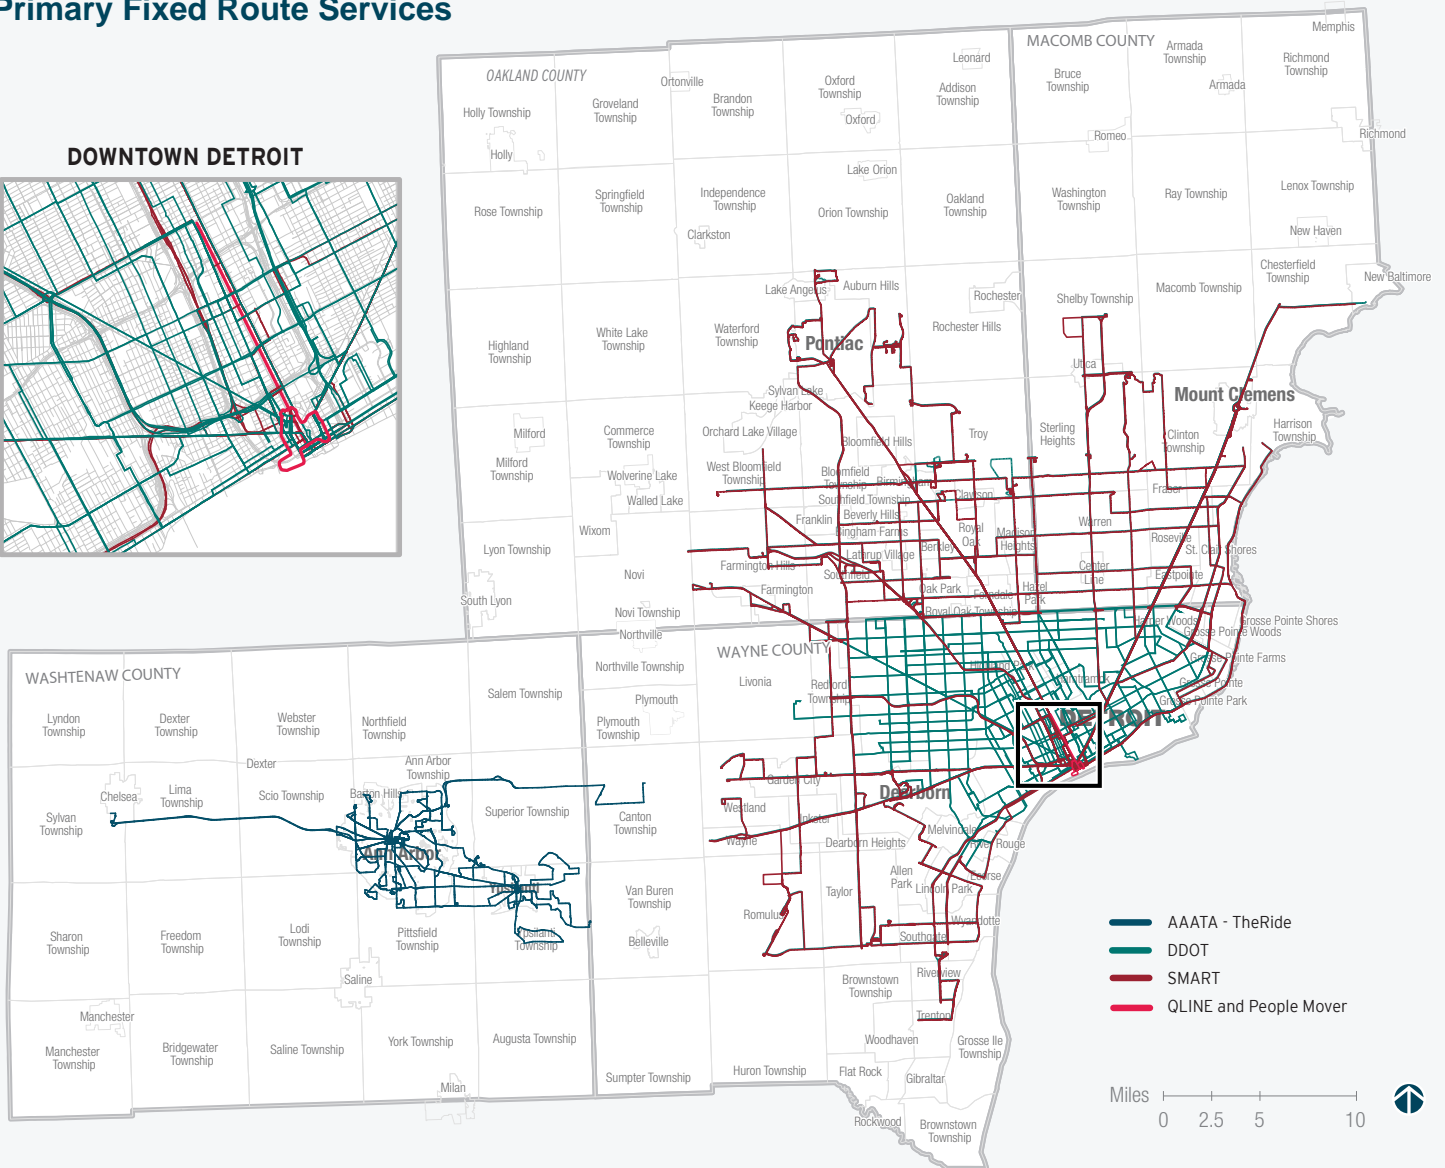 Primary Fixed Route Services
DOWNTOWN DETROIT
OAKLAND COUNTY
MACOMB COUNTY
Memphis
Holly Township
Groveland
Township
Ortonville
Brandon
Township
Oxford
Township
Oxford
Leonard
Addison
Township
Bruce
Township
Armada
Township
Armada
Richmond
Township
Richmond
Holly
Romeo
Rose Township
Springfield
Township
Independence
Township
Clarkston
Lake Orion
Orion Township
Oakland
Township
Washington
Township
Ray Township
Lenox Township
New Haven
Chesterfield
Township
New Baltimore
Highland
Township
White Lake
Township
Waterford
Township
Lake Angelus
Auburn Hills
Pontiac
Rochester
Rochester Hills
Shelby Township
Macomb Township
Utica
Mount Clemens
Harrison
Township
Sylvan Lake
Keege Harbor
Orchard Lake Village
Milford
Milford
Township
Commerce
Township
Wolverine Lake
Walled Lake
West Bloomfield
Township
Bloomfield Hills
Bloomfield
Township
Birmingham
Troy
Sterling
Heights
Clinton
Township
Fraser
Southfield Township
Clawson
Beverly Hills
Franklin
Bingham Farms
Royal
Oak
Madison
Heights
Warren
Roseville
St. Clair Shores
Lyon Township
Wixom
Novi
Farmington Hills
Lathrup Village
Berkley
Southfield
Center
Line
Eastpointe
South Lyon
Farmington
Oak Park
Ferndale
Hazel
Park
Novi Township
Royal Oak Township
Northville
Harper Woods
Grosse Pointe Shores
Grosse Pointe Woods
WASHTENAW COUNTY
WAYNE COUNTY
Northville Township
Highland Park
Grosse Pointe Farms
Salem Township
Livonia
Redford
Township
Hamtramck
Grosse Pointe
Plymouth
Grosse Pointe Park
Lyndon
Township
Dexter
Township
Webster
Township
Northfield
Township
Plymouth
Township
DETROIT
Dexter
Ann Arbor
Township
Chelsea
Lima
Township
Scio Township
Barton Hills
Superior Township
Canton
Township
Garden City
Dearborn
Westland
Inkster
Sylvan
Township
Wayne
Dearborn Heights
Melvindale
River Rouge
Ann Arbor
Ypsilanti
Van Buren
Township
Taylor
Allen
Park
Lincoln Park
Ecorse
Romulus
Wyandotte
Sharon
Township
Freedom
Township
Lodi
Township
Pittsfield
Township
Ypsilanti
Township
Belleville
Southgate
Saline
Brownstown
Township
Riverview
Trenton
Manchester
Manchester
Township
Bridgewater
Township
Saline Township
York Township
Augusta Township
Woodhaven
Grosse Ile
Township
Milan
Sumpter Township
Huron Township
Flat Rock
Gibraltar
Rockwood
Brownstown
Township
AAATA - TheRide
DDOT
SMART
QLINE and People Mover
Miles
0 2.5 5 10